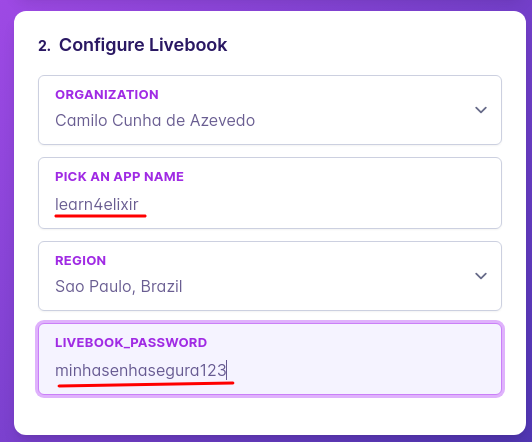 2. Configure Livebook
ORGANIZATION
Camilo Cunha de Azevedo
PICK AN APP NAME
learn4elixir
REGION
Sao Paulo, Brazil
LIVEBOOK_PASSWORD
minhasenhasegura123